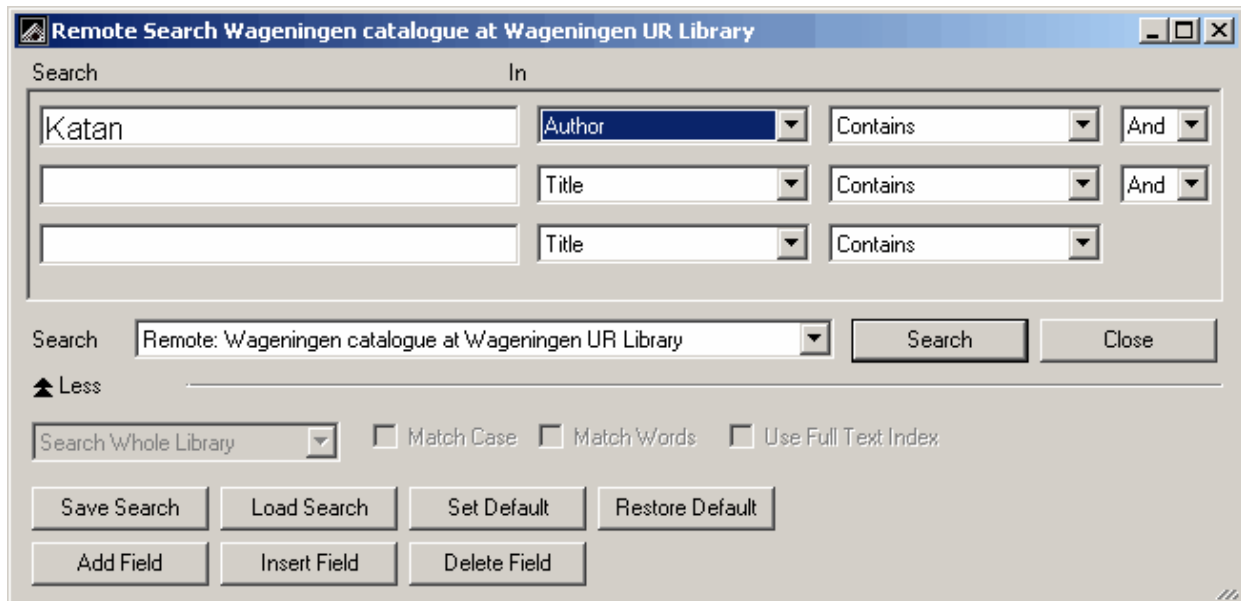 Remote Search Wageningen catalogue at Wageningen UR Library
Search In
Katan Author Contains And
Title Contains And
Title Contains
Search Remote: Wageningen catalogue at Wageningen UR Library Search Close
Less
Search Whole Library Match Case Match Words Use Full Text Index
Save Search Load Search Set Default Restore Default
Add Field Insert Field Delete Field